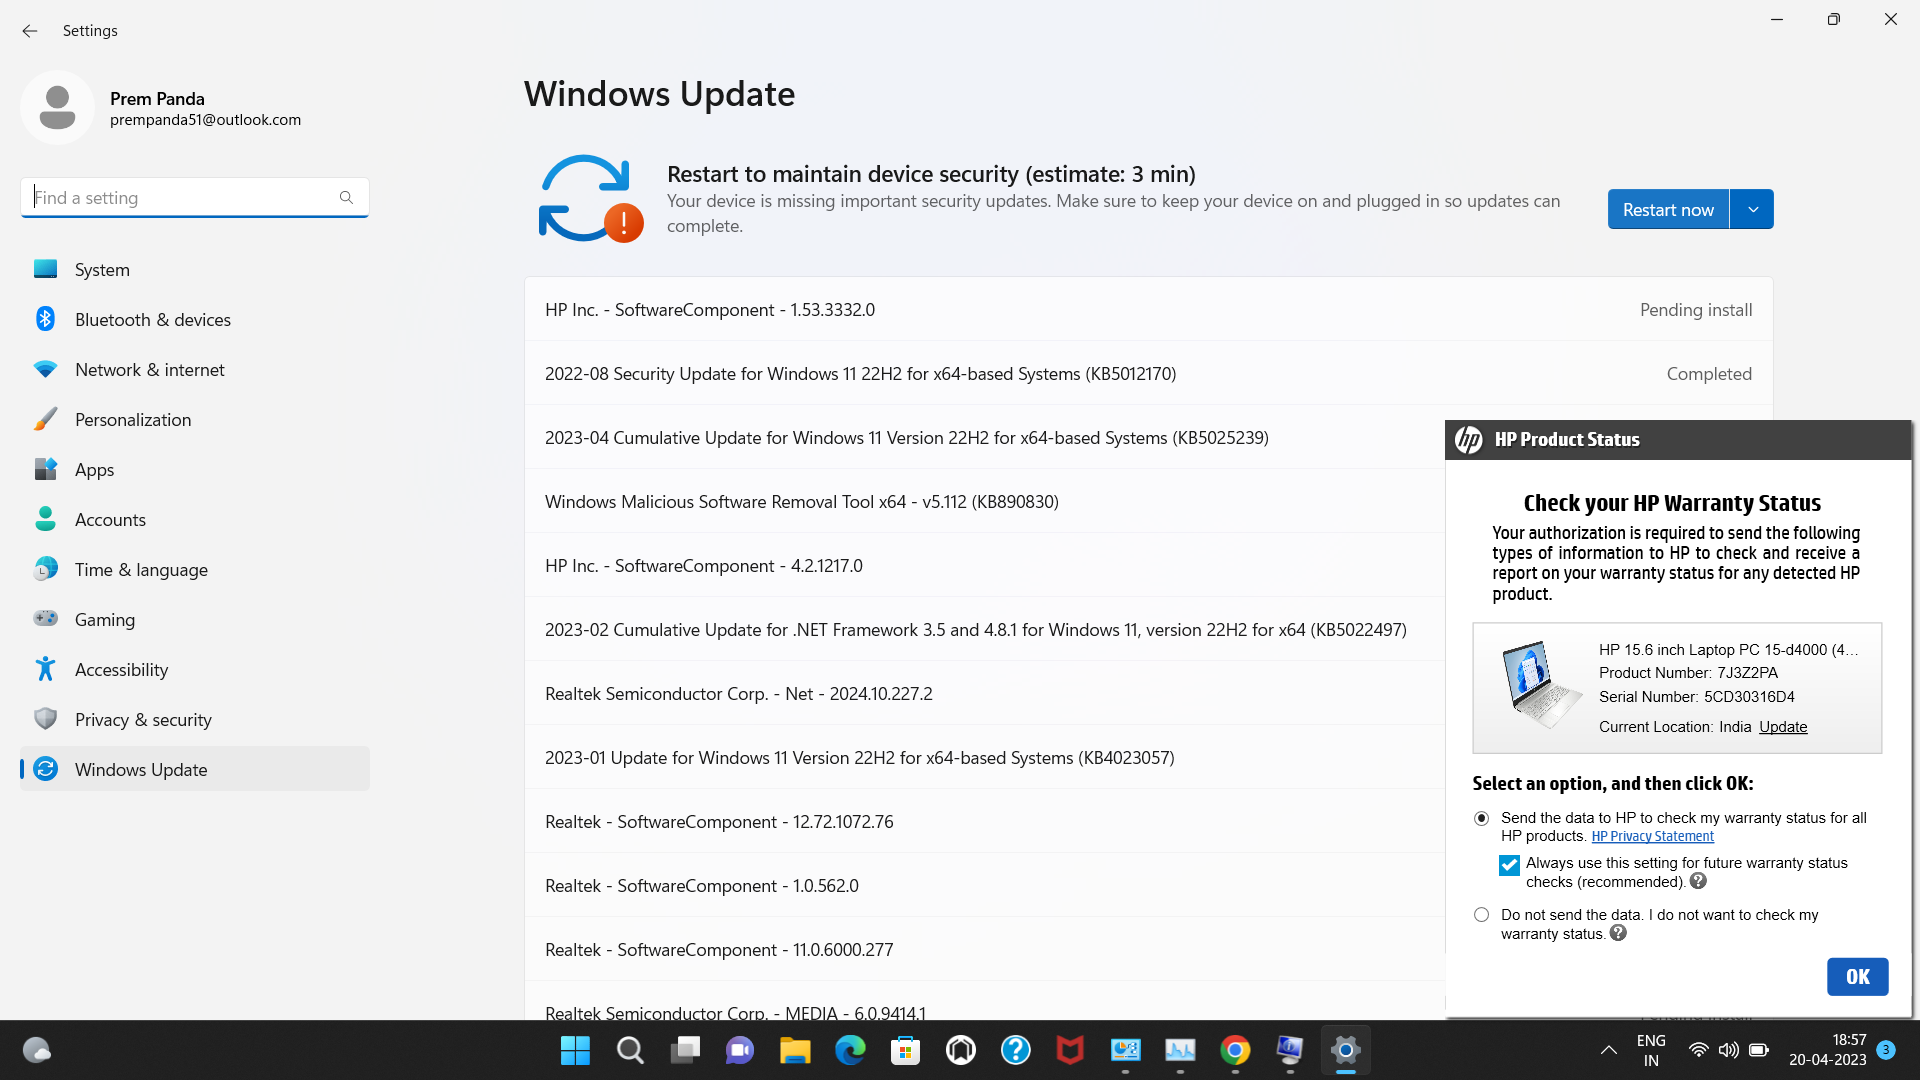 Settings
Prem Panda
prempanda51@outlook.com
Find a setting
System
Bluetooth & devices
Network & internet
Personalization
Apps
Accounts
Time & language
Gaming
Accessibility
Privacy & security
Windows Update
Windows Update
Restart to maintain device security (estimate: 3 min)
Your device is missing important security updates. Make sure to keep your device on and plugged in so updates can
complete.
Restart now
HP Inc. - SoftwareComponent - 1.53.3332.0 Pending install
2022-08 Security Update for Windows 11 22H2 for x64-based Systems (KB5012170) Completed
2023-04 Cumulative Update for Windows 11 Version 22H2 for x64-based Systems (KB5025239)
Windows Malicious Software Removal Tool x64 - v5.112 (KB890830)
HP Inc. - SoftwareComponent - 4.2.1217.0
2023-02 Cumulative Update for .NET Framework 3.5 and 4.8.1 for Windows 11, version 22H2 for x64 (KB5022497)
Realtek Semiconductor Corp. - Net - 2024.10.227.2
2023-01 Update for Windows 11 Version 22H2 for x64-based Systems (KB4023057)
Realtek - SoftwareComponent - 12.72.1072.76
Realtek - SoftwareComponent - 1.0.562.0
Realtek - SoftwareComponent - 11.0.6000.277
Realtek Semiconductor Corp. - MEDIA - 6.0.9414.1
hp HP Product Status
Check your HP Warranty Status
Your authorization is required to send the following
types of information to HP to check and receive a
report on your warranty status for any detected HP
product.
HP 15.6 inch Laptop PC 15-d4000 (4...
Product Number: 7J3Z2PA
Serial Number: 5CD30316D4
Current Location: India Update
Select an option, and then click OK:
Send the data to HP to check my warranty status for all
HP products. HP Privacy Statement
Always use this setting for future warranty status
checks (recommended).
Do not send the data. I do not want to check my
warranty status.
OK
ENG
IN
18:57
20-04-2023
3